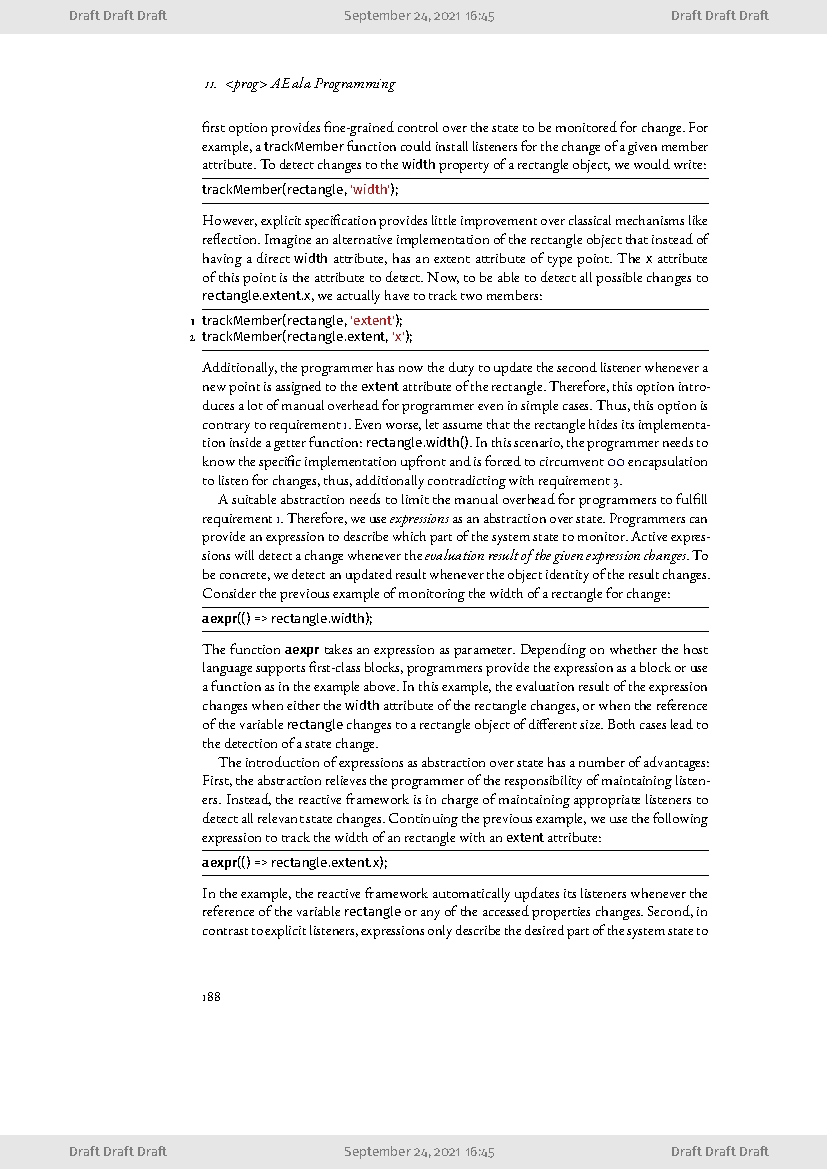 Draft Draft Draft September 24, 2021 16:45 Draft Draft Draft
11. <prog> AE ala Programming
first option provides fine-grained control over the state to be monitored for change. For
example, a trackMember function could install listeners for the change of a given member
attribute. To detect changes to the width property of a rectangle object, we would write:
trackMember(rectangle, 'width');
However, explicit specification provides little improvement over classical mechanisms like
reflection. Imagine an alternative implementation of the rectangle object that instead of
having a direct width attribute, has an extent attribute of type point. The x attribute
of this point is the attribute to detect. Now, to be able to detect all possible changes to
rectangle.extent.x, we actually have to track two members:
1 trackMember(rectangle, 'extent');
2 trackMember(rectangle.extent, 'x');
Additionally, the programmer has now the duty to update the second listener whenever a
new point is assigned to the extent attribute of the rectangle. Therefore, this option intro-
duces a lot of manual overhead for programmer even in simple cases. Thus, this option is
contrary to requirement 1. Even worse, let assume that the rectangle hides its implementa-
tion inside a getter function: rectangle.width(). In this scenario, the programmer needs to
know the specific implementation upfront and is forced to circumvent OO encapsulation
to listen for changes, thus, additionally contradicting with requirement 3.
A suitable abstraction needs to limit the manual overhead for programmers to fulfill
requirement 1. Therefore, we use expressions as an abstraction over state. Programmers can
provide an expression to describe which part of the system state to monitor. Active expres-
sions will detect a change whenever the evaluation result of the given expression changes. To
be concrete, we detect an updated result whenever the object identity of the result changes.
Consider the previous example of monitoring the width of a rectangle for change:
aexpr(() => rectangle.width);
The function aexpr takes an expression as parameter. Depending on whether the host
language supports first-class blocks, programmers provide the expression as a block or use
a function as in the example above. In this example, the evaluation result of the expression
changes when either the width attribute of the rectangle changes, or when the reference
of the variable rectangle changes to a rectangle object of different size. Both cases lead to
the detection of a state change.
The introduction of expressions as abstraction over state has a number of advantages:
First, the abstraction relieves the programmer of the responsibility of maintaining listen-
ers. Instead, the reactive framework is in charge of maintaining appropriate listeners to
detect all relevant state changes. Continuing the previous example, we use the following
expression to track the width of an rectangle with an extent attribute:
aexpr(() => rectangle.extent.x);
In the example, the reactive framework automatically updates its listeners whenever the
reference of the variable rectangle or any of the accessed properties changes. Second, in
contrast to explicit listeners, expressions only describe the desired part of the system state to
188
Draft Draft Draft September 24, 2021 16:45 Draft Draft Draft